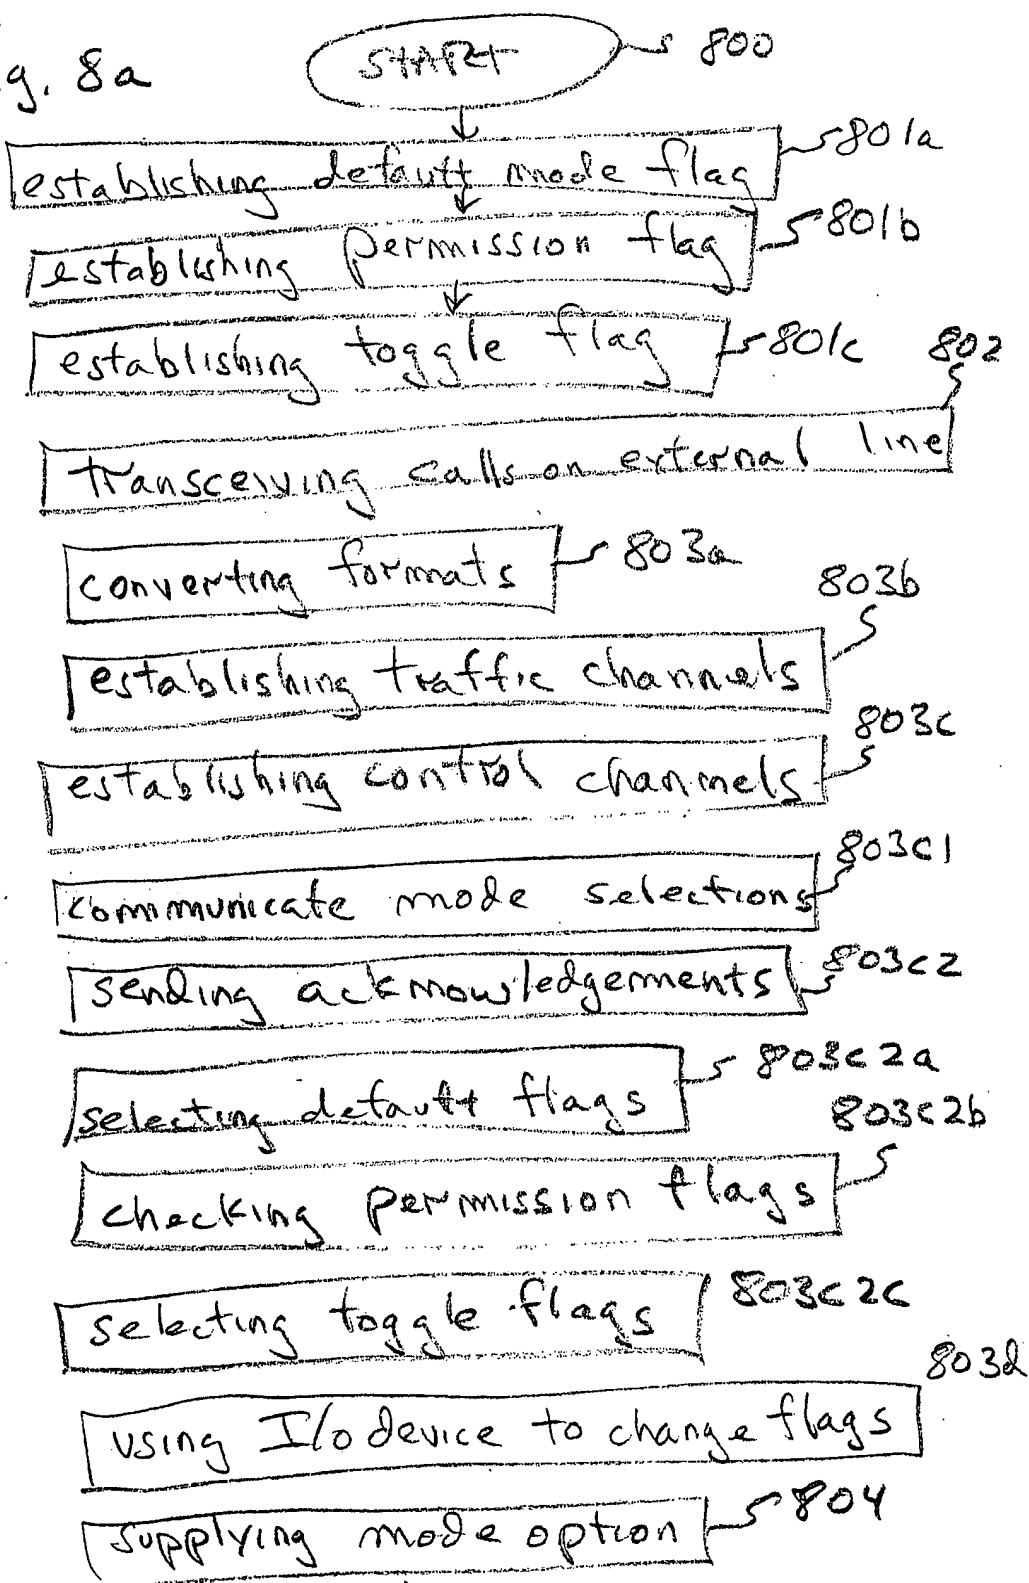 g. 8a
START 800
establishing default mode flag 801a
establishing permission flag 801b
establishing toggle flag 801c
802
transceiving calls on external line
converting formats 803a
803b
establishing traffic channels
803c
establishing control channels
803c1
communicate mode selections
sending acknowledgements 803c2
selecting default flags 803c2a
803c2b
checking permission flags
selecting toggle flags 803c2c
803d
using I/O device to change flags
supplying mode option 804